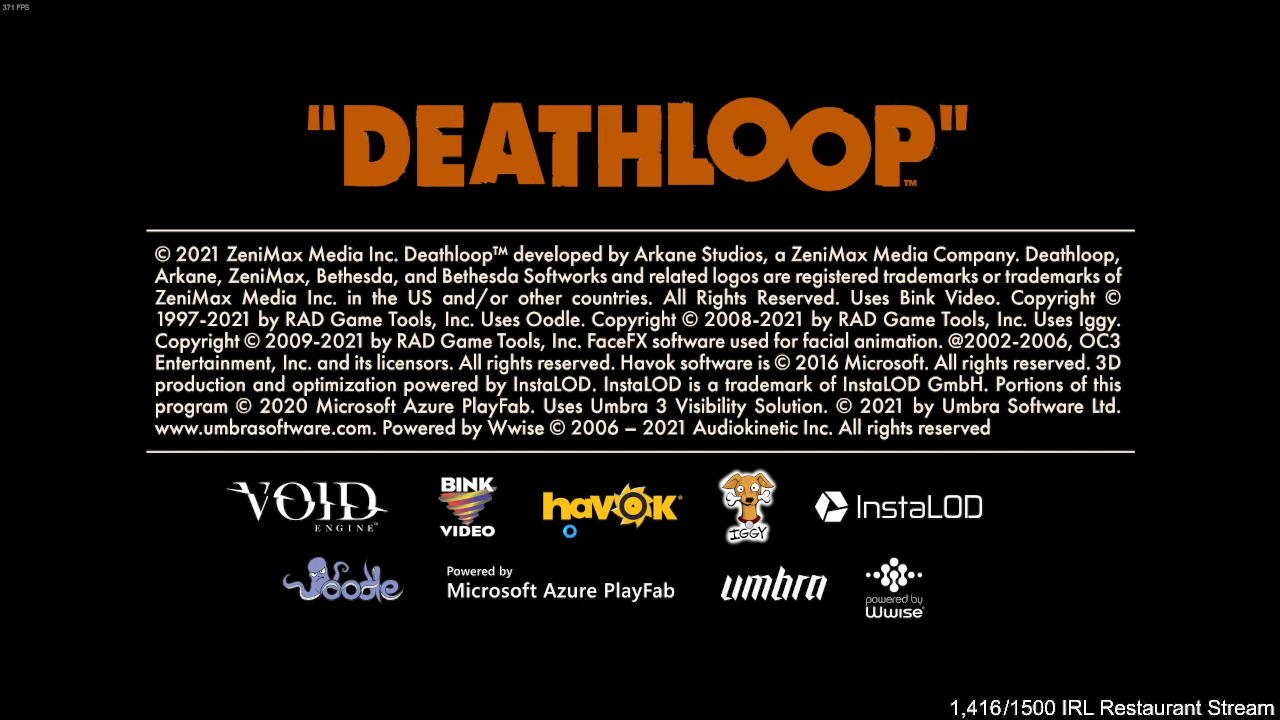 371 FPS
"DEATHLOOP"™
© 2021 ZeniMax Media Inc. Deathloop™ developed by Arkane Studios, a ZeniMax Media Company. Deathloop,
Arkane, ZeniMax, Bethesda, and Bethesda Softworks and related logos are registered trademarks or trademarks of
ZeniMax Media Inc. in the US and/or other countries. All Rights Reserved. Uses Bink Video. Copyright ©
1997-2021 by RAD Game Tools, Inc. Uses Oodle. Copyright © 2008-2021 by RAD Game Tools, Inc. Uses Iggy.
Copyright © 2009-2021 by RAD Game Tools, Inc. FaceFX software used for facial animation. @2002-2006, OC3
Entertainment, Inc. and its licensors. All rights reserved. Havok software is © 2016 Microsoft. All rights reserved. 3D
production and optimization powered by InstaLOD. InstaLOD is a trademark of InstaLOD GmbH. Portions of this
program © 2020 Microsoft Azure PlayFab. Uses Umbra 3 Visibility Solution. © 2021 by Umbra Software Ltd.
www.umbrasoftware.com. Powered by Wwise © 2006 – 2021 Audiokinetic Inc. All rights reserved
VOID
ENGINE™
BINK
VIDEO
havok®
IGGY
InstaLOD
oodle
Powered by
Microsoft Azure PlayFab
umbra
powered by
Wwise
1,416/1500 IRL Restaurant Stream